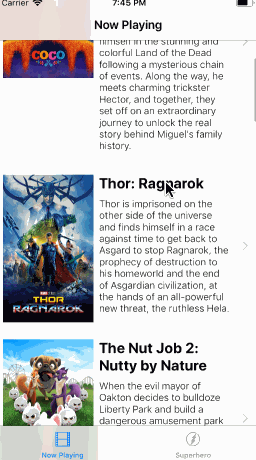 Carrier
7:45 PM
Now Playing
himself in the stunning and
colorful Land of the Dead
following a mysterious chain
of events. Along the way, he
meets charming trickster
Hector, and together, they
set off on an extraordinary
journey to unlock the real
story behind Miguel's family
history.
COCO
Thor: Ragnarok
Thor is imprisoned on the
other side of the universe
and finds himself in a race
against time to get back to
Asgard to stop Ragnarok, the
prophecy of destruction to
his homeworld and the end
of Asgardian civilization, at
the hands of an all-powerful
new threat, the ruthless Hela.
THOR
RAGNAROK
The Nut Job 2:
Nutty by Nature
When the evil mayor of
Oakton decides to bulldoze
Liberty Park and build a
dangerous amusement park
Now Playing
Superhero